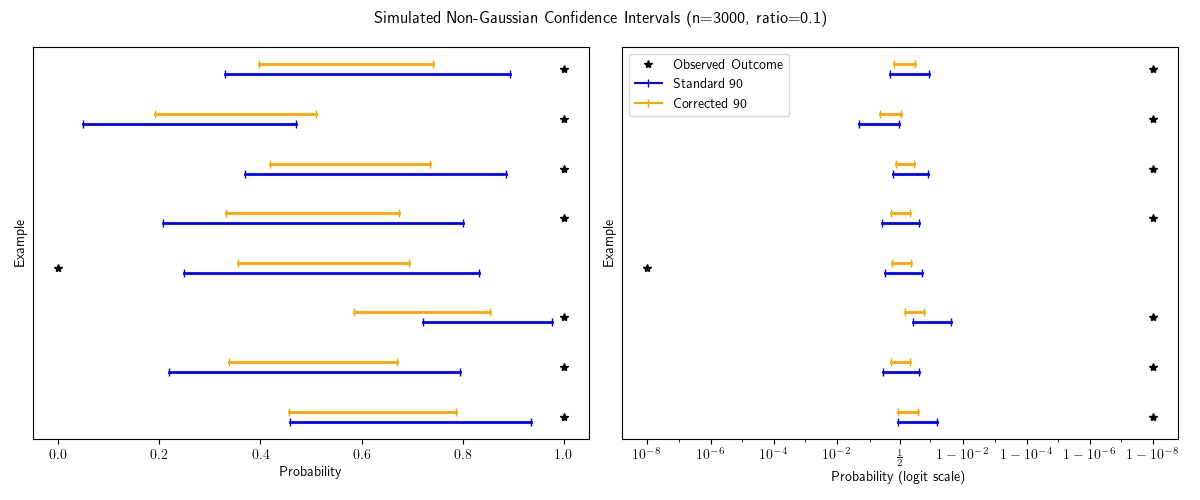 Simulated Non-Gaussian Confidence Intervals (n=3000, ratio=0.1)
Example
0.0 0.2 0.4 0.6 0.8 1.0
Probability
Observed Outcome
Standard 90
Corrected 90
Example
10⁻⁸ 10⁻⁶ 10⁻⁴ 10⁻² 1/2 1 − 10⁻² 1 − 10⁻⁴ 1 − 10⁻⁶ 1 − 10⁻⁸
Probability (logit scale)